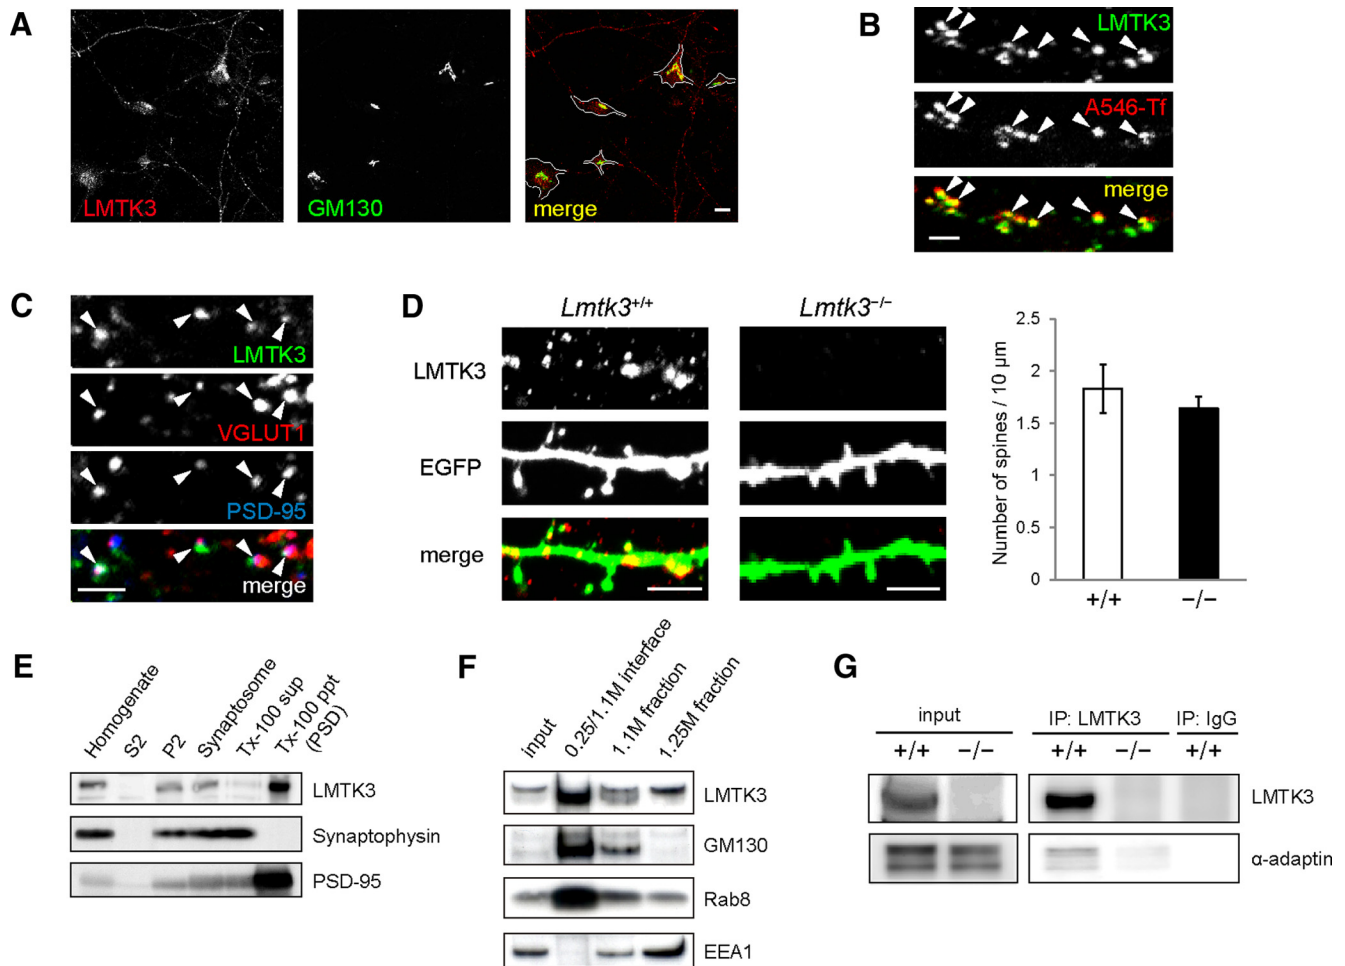 A
LMTK3
GM130
merge
B
LMTK3
A546-Tf
merge
C
LMTK3
VGLUT1
PSD-95
merge
D
Lmtk3+/+
Lmtk3−/−
LMTK3
EGFP
merge
Number of spines / 10 µm
2.5
2
1.5
1
0.5
0
+/+
−/−
E
Homogenate
S2
P2
Synaptosome
Tx-100 sup
Tx-100 ppt
(PSD)
LMTK3
Synaptophysin
PSD-95
F
input
0.25/1.1M interface
1.1M fraction
1.25M fraction
LMTK3
GM130
Rab8
EEA1
G
input
IP: LMTK3
IP: IgG
+/+ −/− +/+ −/− +/+
LMTK3
α-adaptin